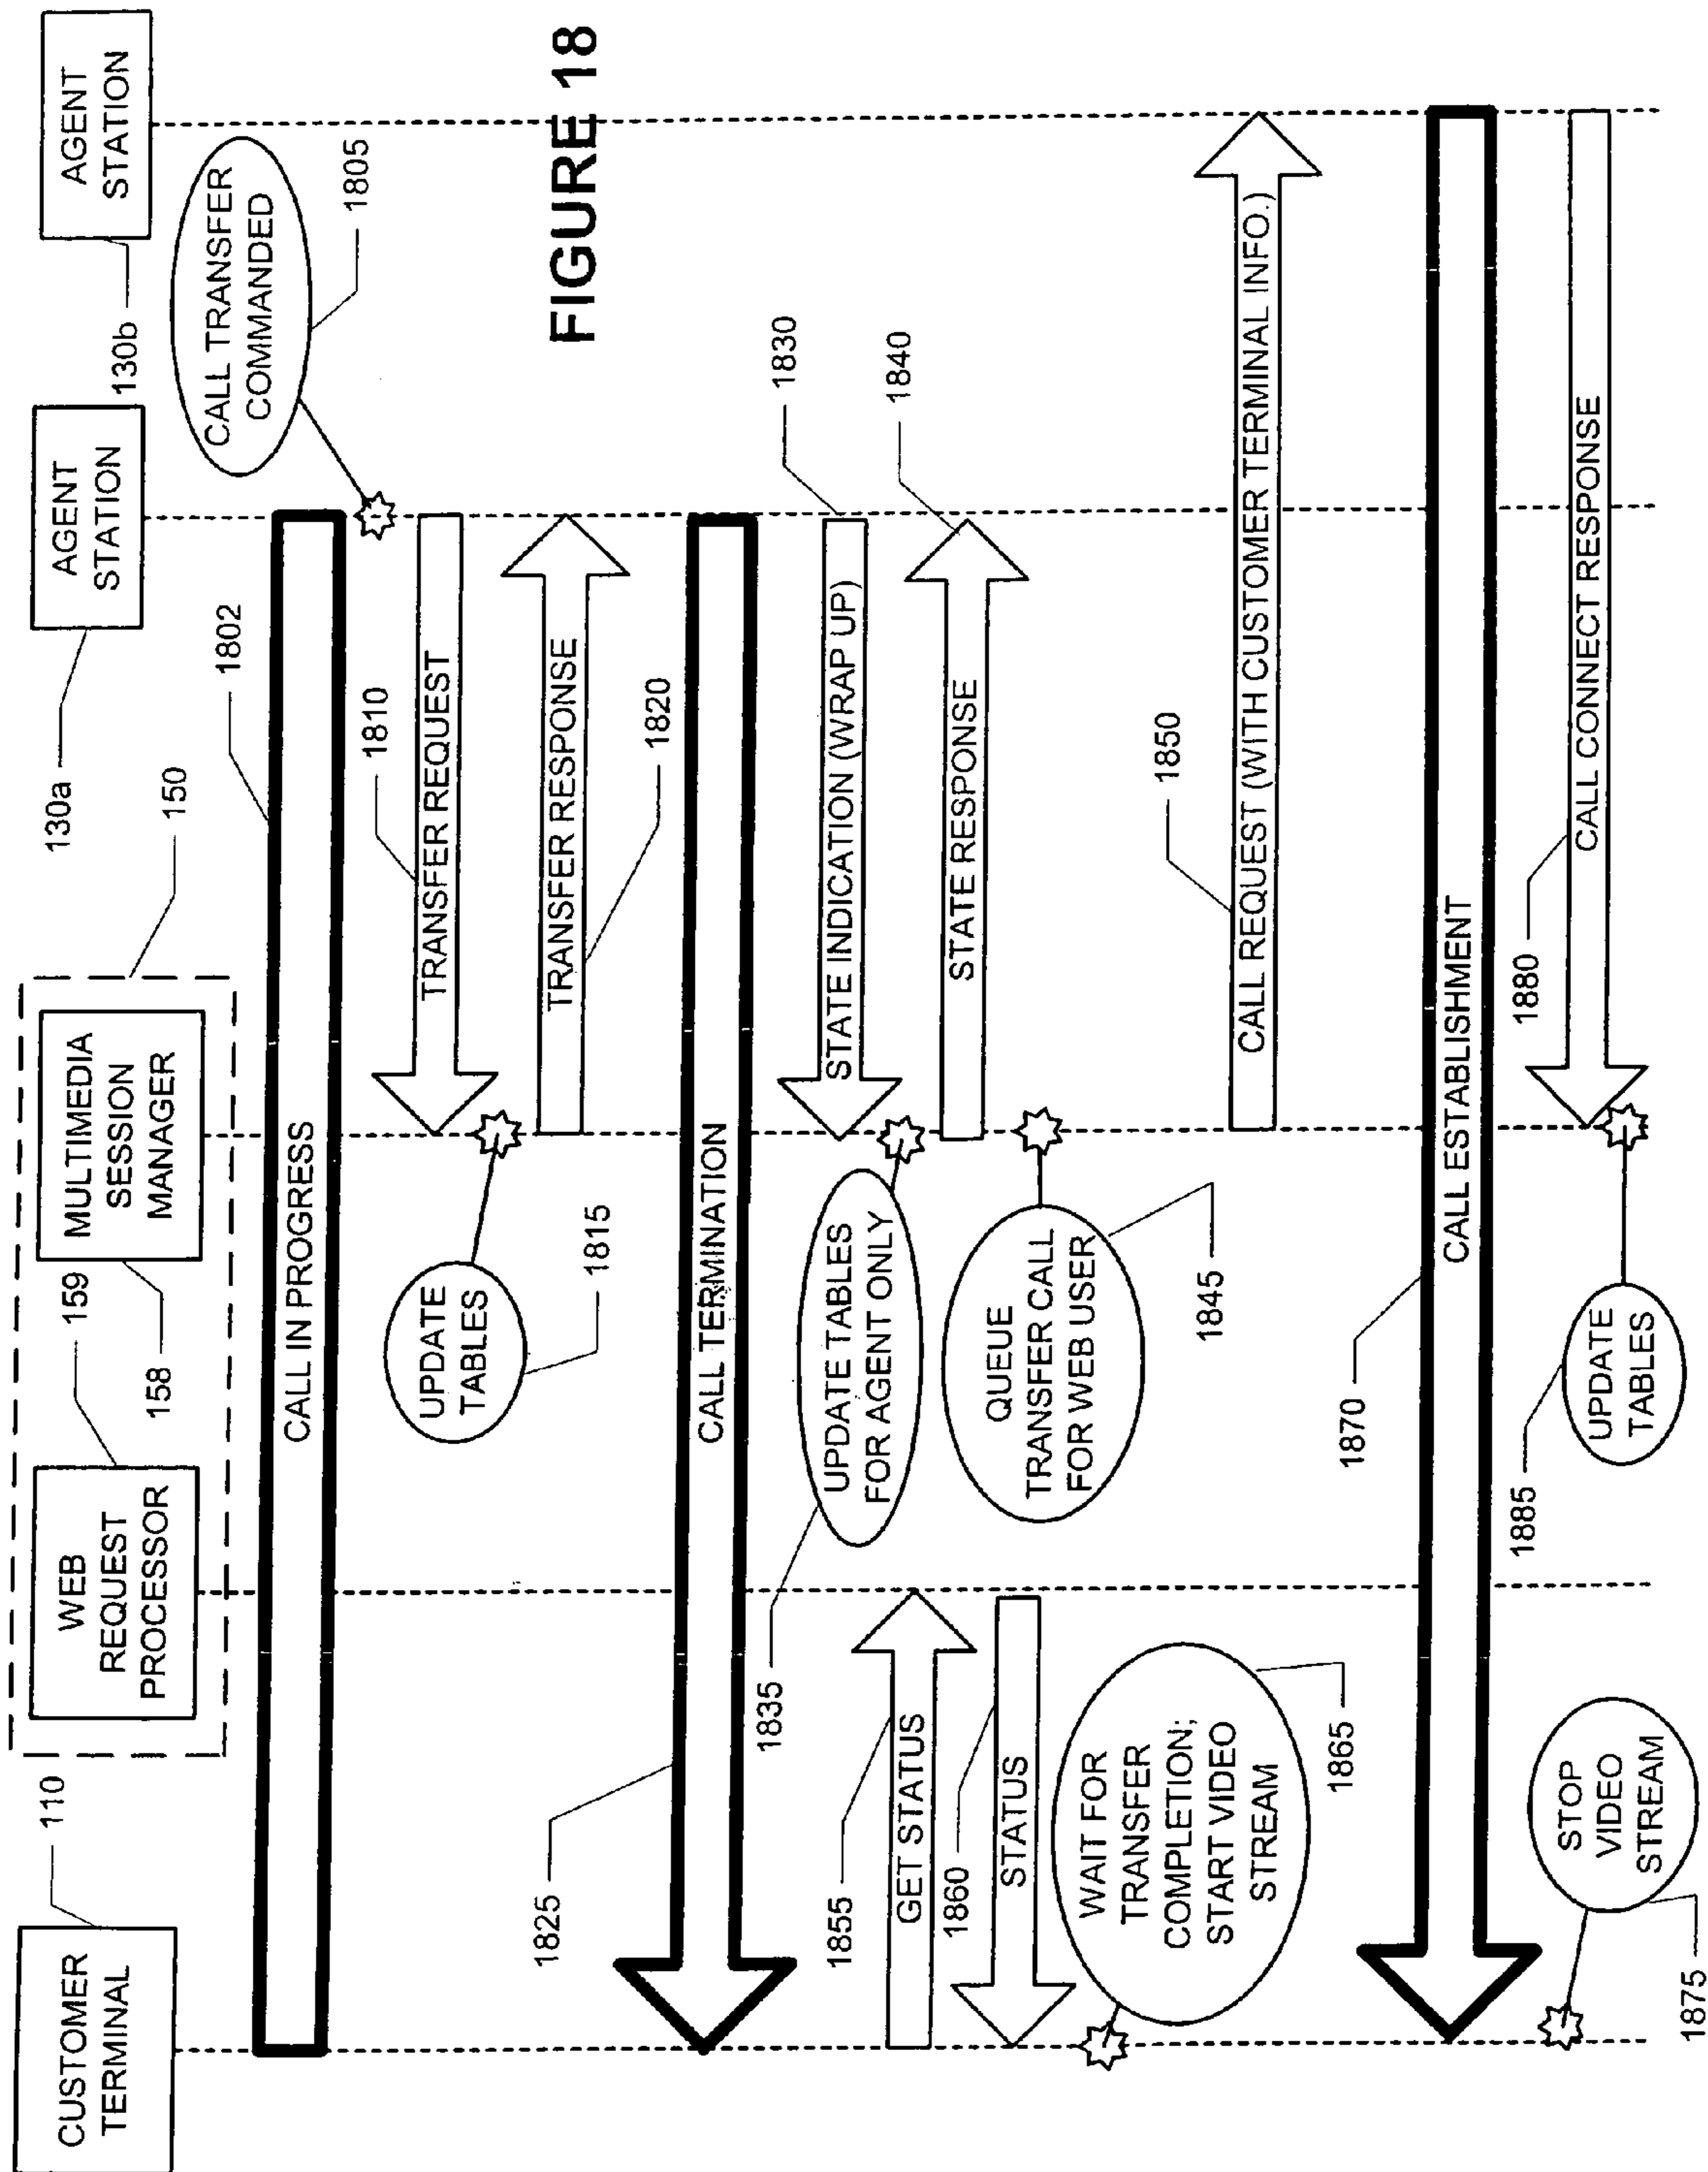 CUSTOMER
TERMINAL
110
WEB
REQUEST
PROCESSOR
159
MULTIMEDIA
SESSION
MANAGER
158
150
AGENT
STATION
130a
AGENT
STATION
130b
CALL IN PROGRESS
1802
CALL TRANSFER
COMMANDED
1805
TRANSFER REQUEST
1810
UPDATE
TABLES
1815
TRANSFER RESPONSE
1820
FIGURE 18
CALL TERMINATION
1825
STATE INDICATION (WRAP UP)
1830
UPDATE TABLES
FOR AGENT ONLY
1835
STATE RESPONSE
1840
QUEUE
TRANSFER CALL
FOR WEB USER
1845
CALL REQUEST (WITH CUSTOMER TERMINAL INFO.)
1850
GET STATUS
1855
STATUS
1860
WAIT FOR
TRANSFER
COMPLETION;
START VIDEO
STREAM
1865
CALL ESTABLISHMENT
1870
STOP
VIDEO
STREAM
1875
CALL CONNECT RESPONSE
1880
UPDATE
TABLES
1885